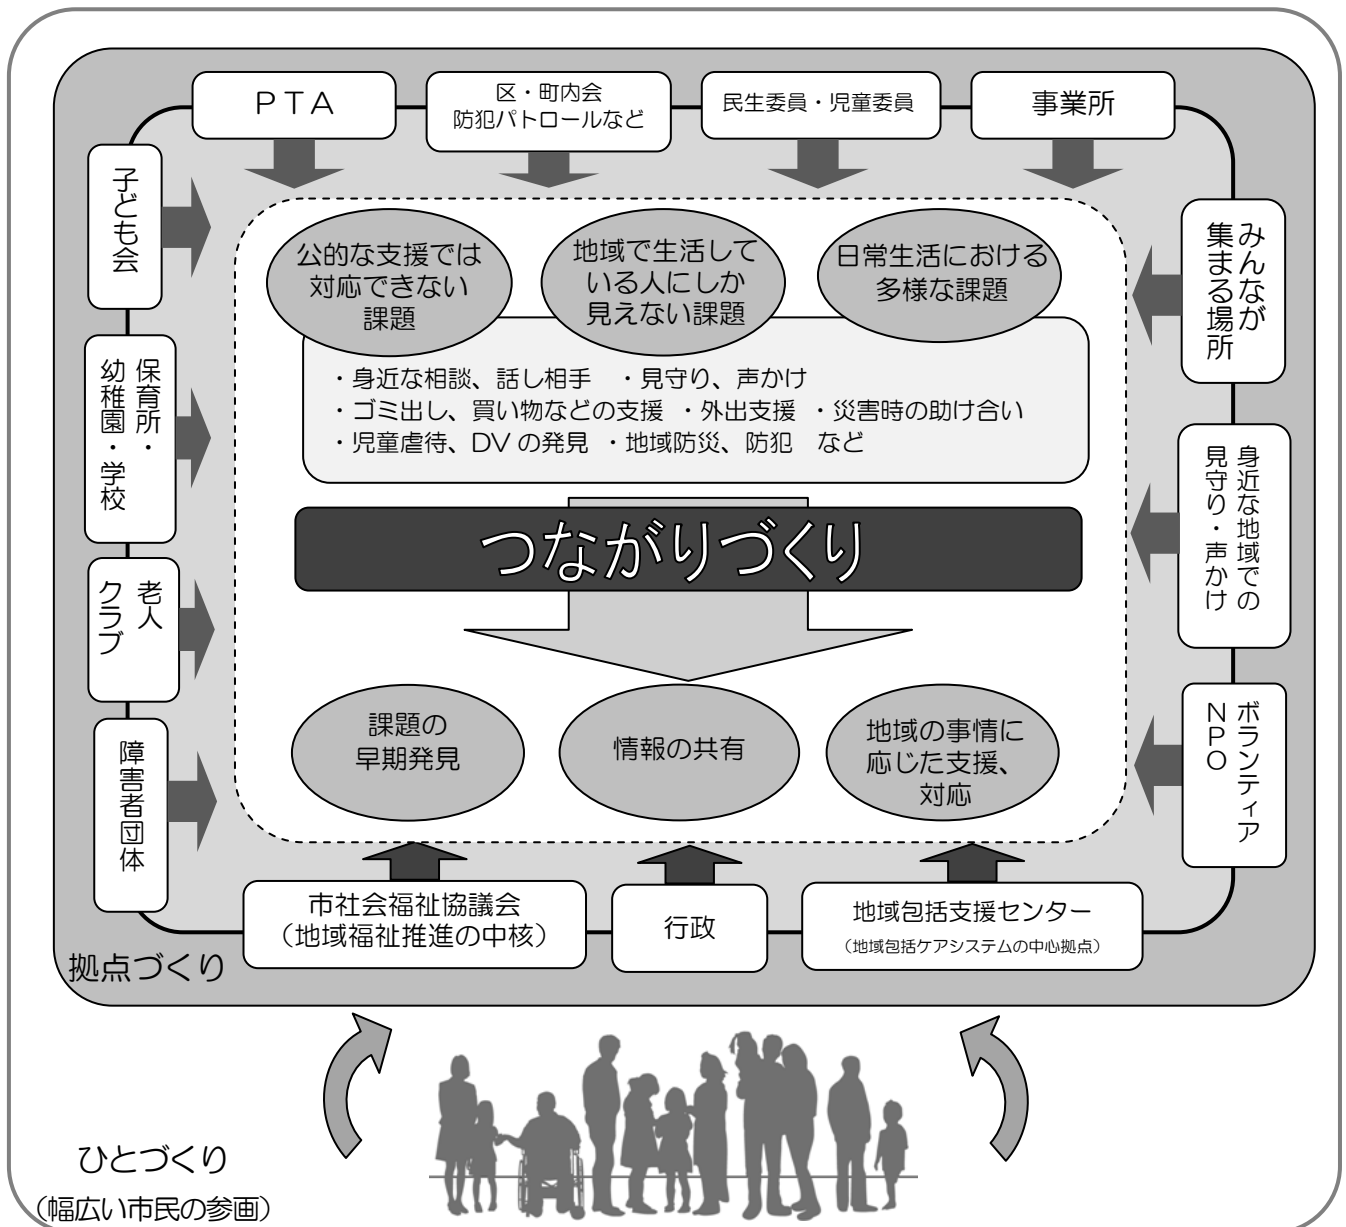 PTA
区・町内会
防犯パトロールなど
民生委員・児童委員
事業所
子ども会
保育所・
幼稚園・学校
老人
クラブ
障害者団体
みんなが
集まる場所
身近な地域での
見守り・声かけ
ボランティア
NPO
公的な支援では
対応できない
課題
地域で生活して
いる人にしか
見えない課題
日常生活における
多様な課題
・身近な相談、話し相手　・見守り、声かけ
・ゴミ出し、買い物などの支援　・外出支援　・災害時の助け合い
・児童虐待、DVの発見　・地域防災、防犯　など
つながりづくり
課題の
早期発見
情報の共有
地域の事情に
応じた支援、
対応
市社会福祉協議会
（地域福祉推進の中核）
行政
地域包括支援センター
（地域包括ケアシステムの中心拠点）
拠点づくり
ひとづくり
（幅広い市民の参画）